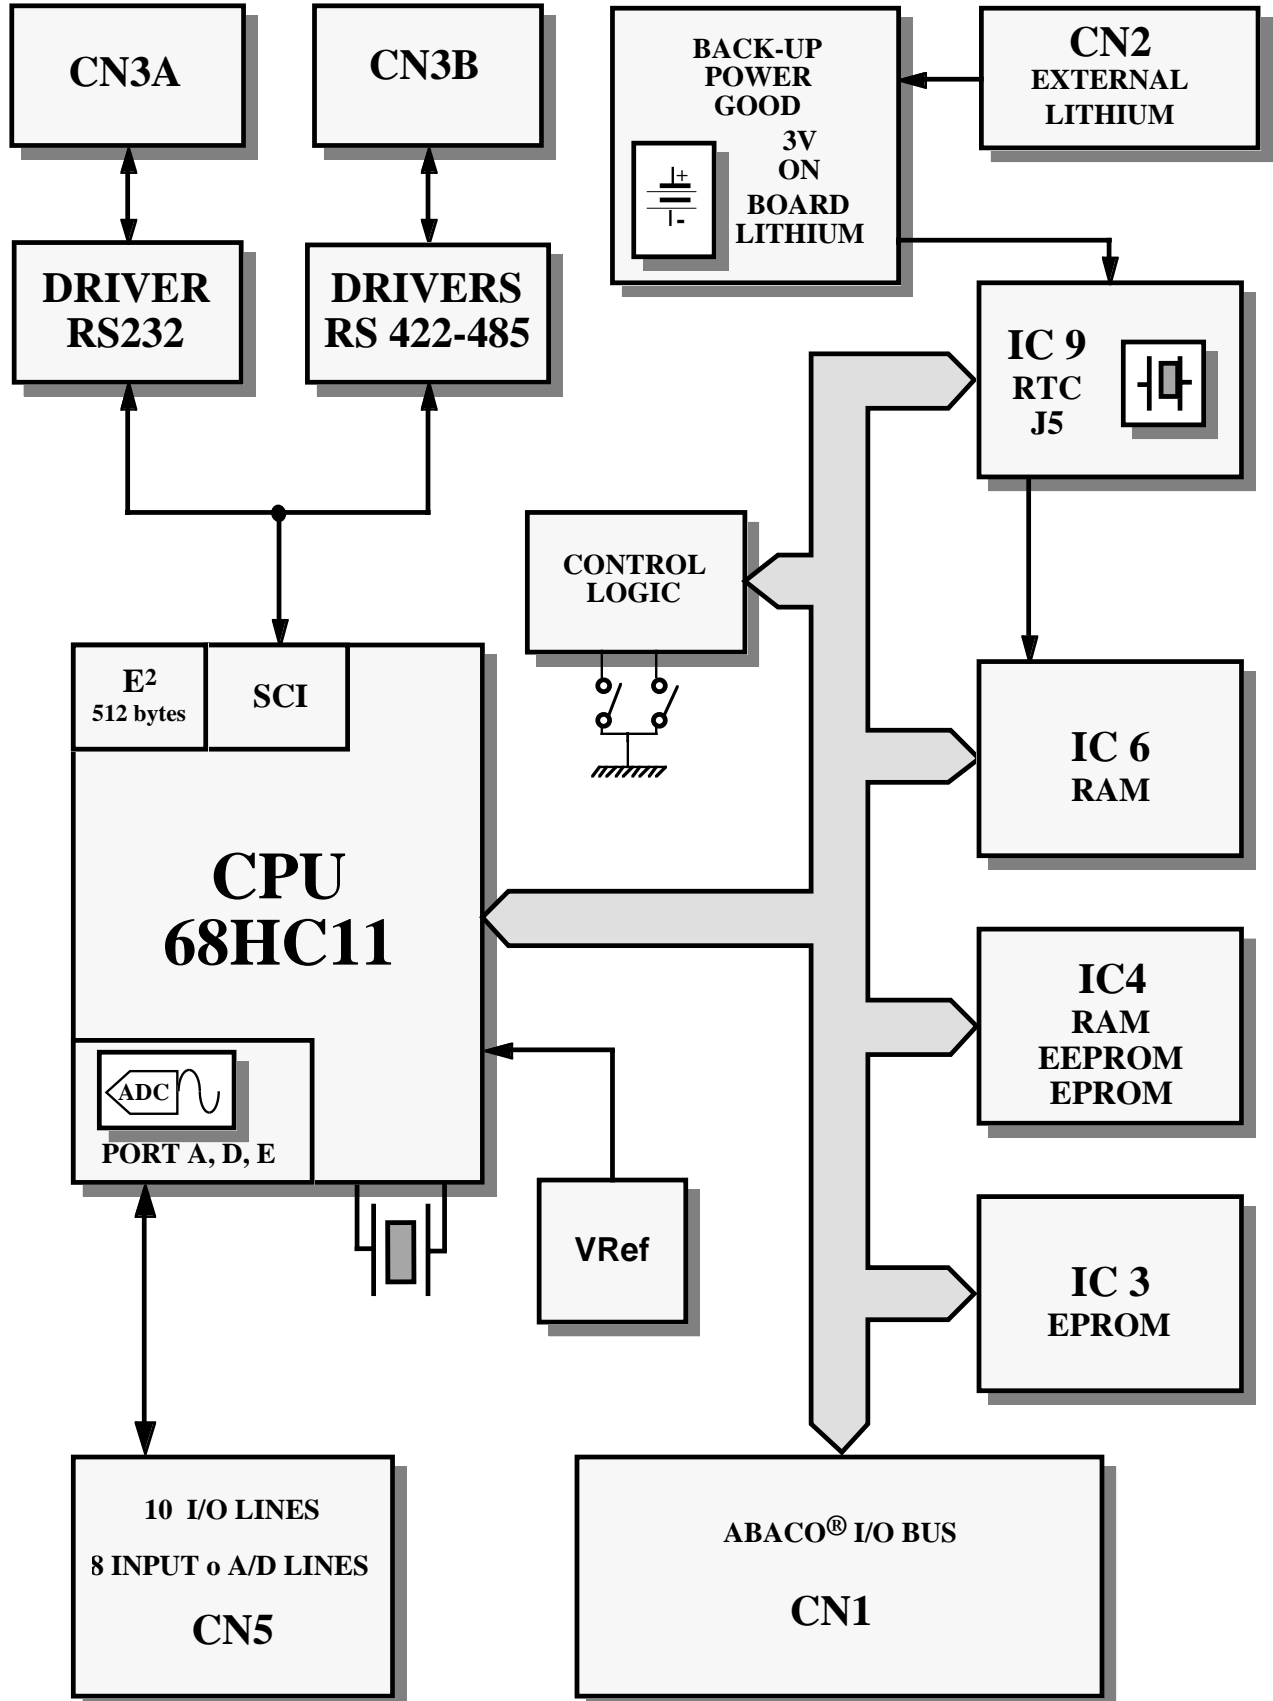 CN3A
CN3B
BACK-UP
POWER
GOOD
3V
ON
BOARD
LITHIUM
+
-
CN2
EXTERNAL
LITHIUM
DRIVER
RS232
DRIVERS
RS 422-485
IC 9
RTC
J5
CONTROL
LOGIC
E²
512 bytes
SCI
IC 6
RAM
CPU
68HC11
IC4
RAM
EEPROM
EPROM
ADC
PORT A, D, E
VRef
IC 3
EPROM
10 I/O LINES
8 INPUT o A/D LINES
CN5
ABACO® I/O BUS
CN1